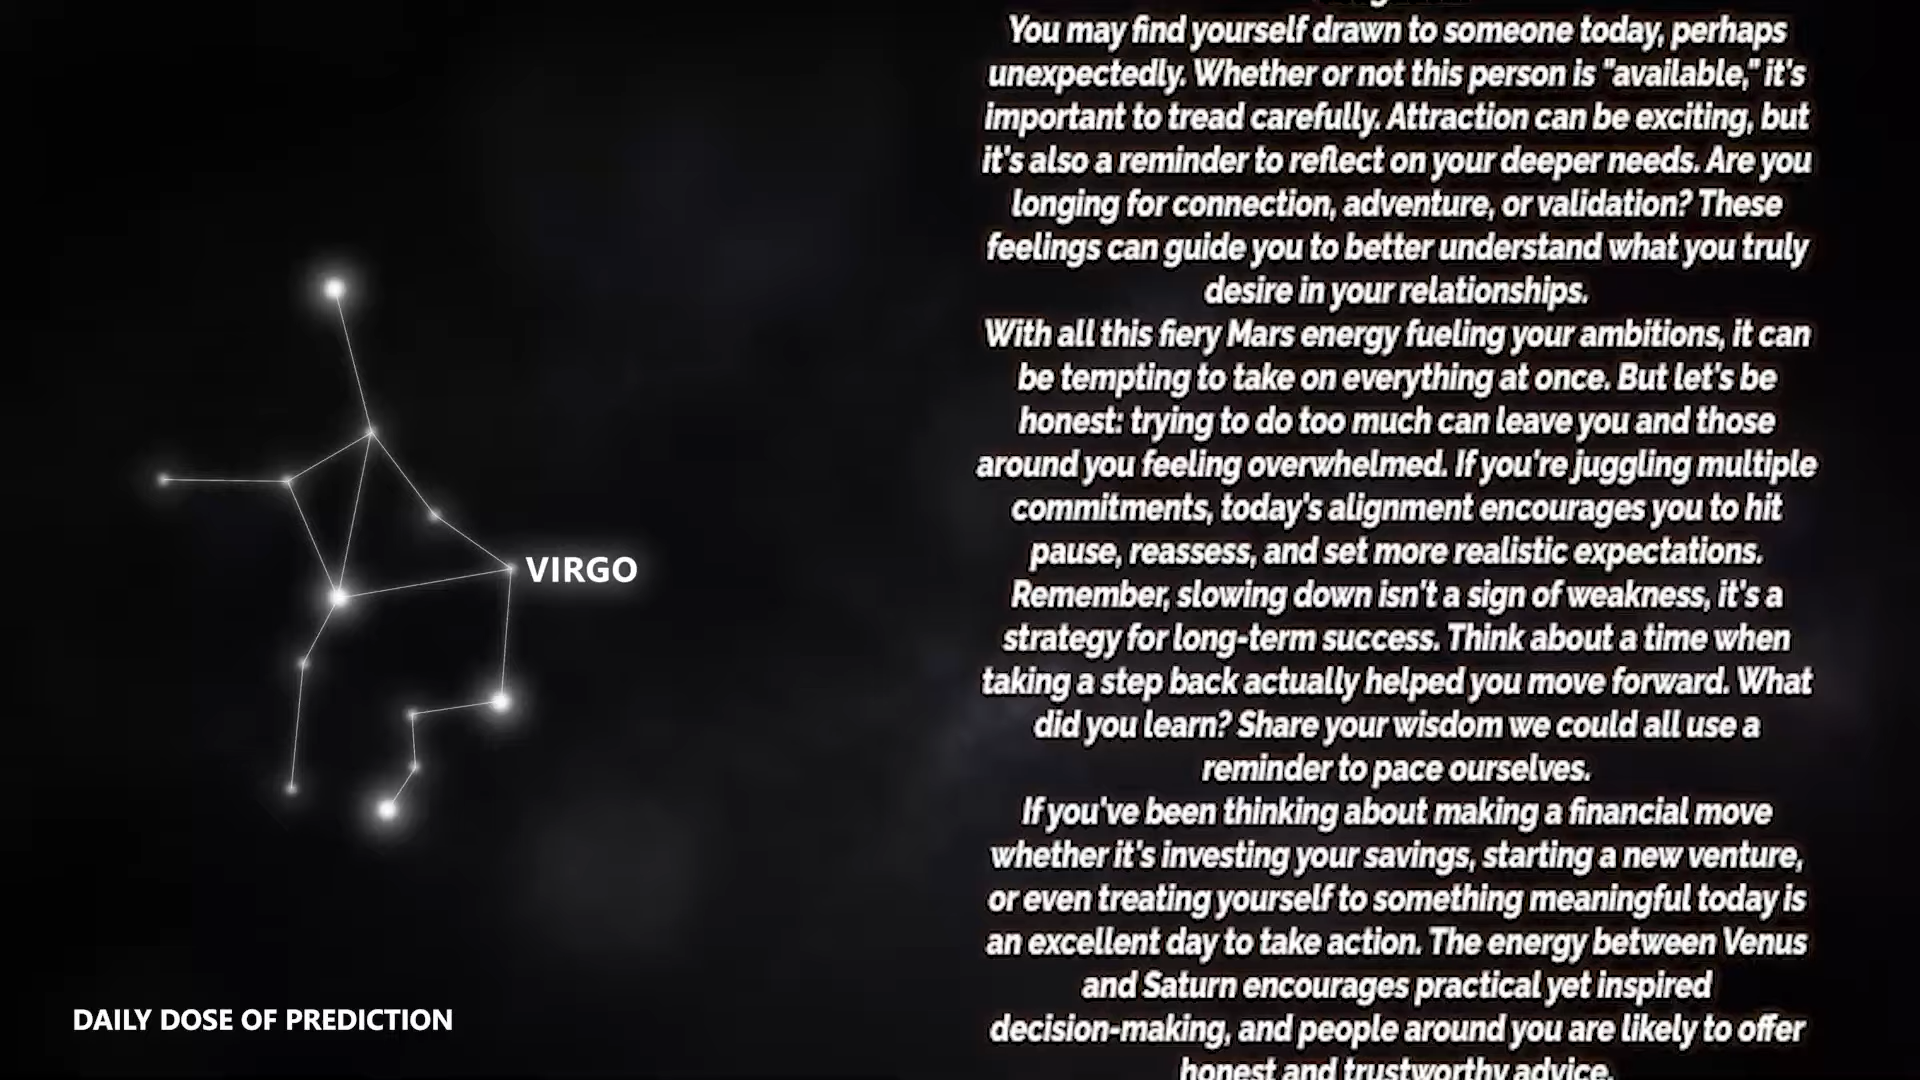 You may find yourself drawn to someone today, perhaps
unexpectedly. Whether or not this person is "available," it's
important to tread carefully. Attraction can be exciting, but
it's also a reminder to reflect on your deeper needs. Are you
longing for connection, adventure, or validation? These
feelings can guide you to better understand what you truly
desire in your relationships.
With all this fiery Mars energy fueling your ambitions, it can
be tempting to take on everything at once. But let's be
honest: trying to do too much can leave you and those
around you feeling overwhelmed. If you're juggling multiple
commitments, today's alignment encourages you to hit
pause, reassess, and set more realistic expectations.
Remember, slowing down isn't a sign of weakness, it's a
strategy for long-term success. Think about a time when
taking a step back actually helped you move forward. What
did you learn? Share your wisdom we could all use a
reminder to pace ourselves.
If you've been thinking about making a financial move
whether it's investing your savings, starting a new venture,
or even treating yourself to something meaningful today is
an excellent day to take action. The energy between Venus
and Saturn encourages practical yet inspired
decision-making, and people around you are likely to offer
honest and trustworthy advice.
VIRGO
DAILY DOSE OF PREDICTION